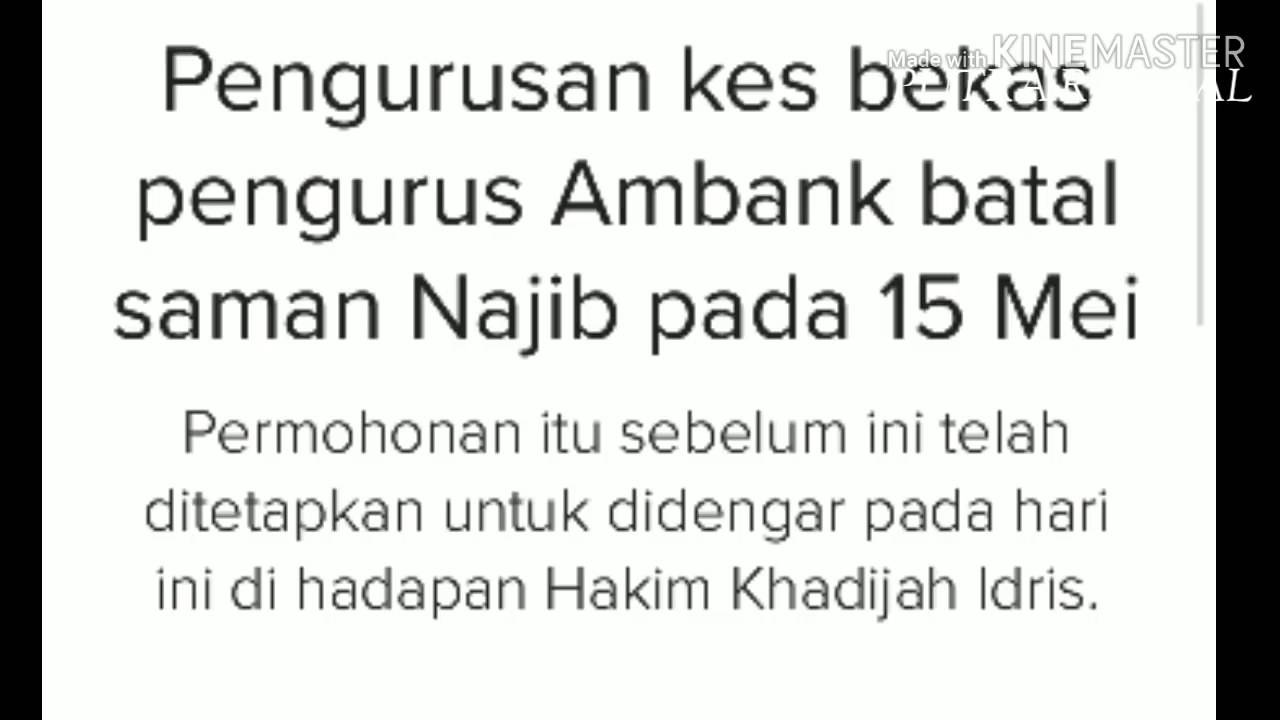 Made with KINEMASTER
Pengurusan kes bekas
pengurus Ambank batal
saman Najib pada 15 Mei
Permohonan itu sebelum ini telah
ditetapkan untuk didengar pada hari
ini di hadapan Hakim Khadijah Idris.